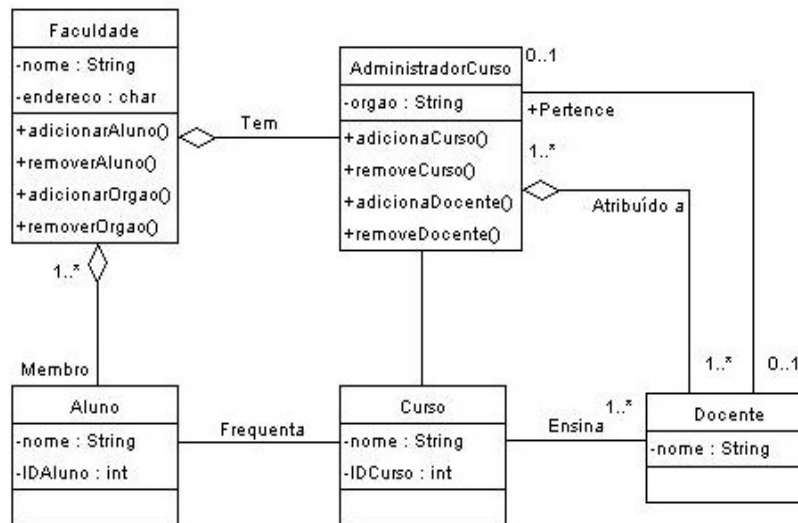 Faculdade
-nome : String
-endereco : char
+adicionarAluno()
+removerAluno()
+adicionarOrgao()
+removerOrgao()
1..*
Tem
AdministradorCurso
-orgao : String
+adicionaCurso()
+removeCurso()
+adicionaDocente()
+removeDocente()
0..1
+Pertence
1..*
Atribuído a
1..*
0..1
Membro
Aluno
-nome : String
-IDAluno : int
Frequenta
Curso
-nome : String
-IDCurso : int
Ensina
1..*
Docente
-nome : String